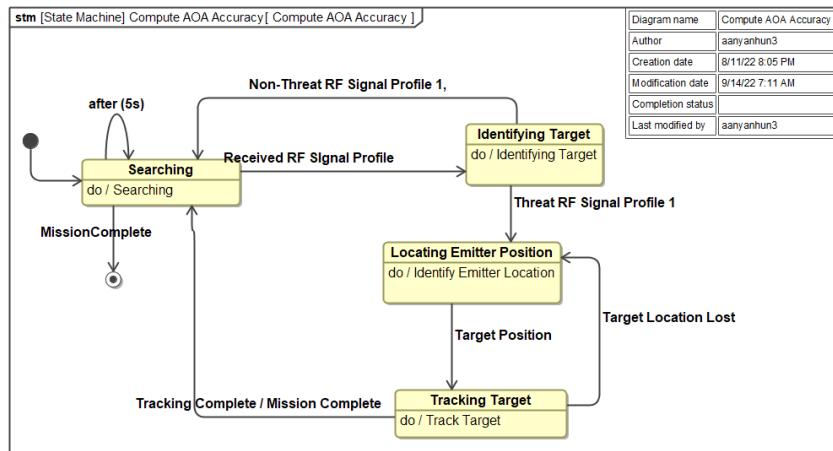 stm [State Machine] Compute AOA Accuracy[ Compute AOA Accuracy ]
Diagram name Compute AOA Accuracy
Author aanyanhun3
Creation date 8/11/22 8:05 PM
Modification date 9/14/22 7:11 AM
Completion status
Last modified by aanyanhun3
Non-Threat RF Signal Profile 1,
after (5s)
Identifying Target
do / Identifying Target
Received RF SIgnal Profile
Searching
do / Searching
Threat RF Signal Profile 1
MissionComplete
Locating Emitter Position
do / Identify Emitter Location
Target Location Lost
Target Position
Tracking Complete / Mission Complete
Tracking Target
do / Track Target